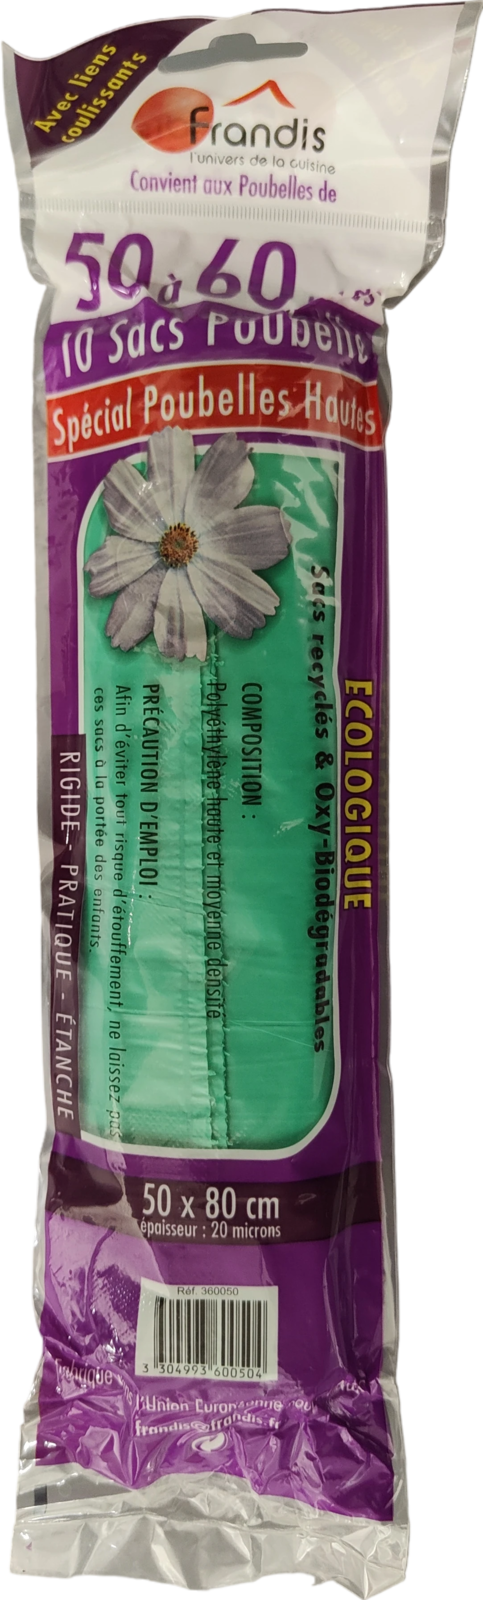 Avec liens
coulissants
Frandis
l'univers de la cuisine
Convient aux Poubelles de
50 à 60
10 Sacs Poubelle
Spécial Poubelles Hautes
ECOLOGIQUE
Sacs recyclés & Oxy-Biodégradables
COMPOSITION :
Polyéthylène haute et moyenne densité
PRÉCAUTION D'EMPLOI :
Afin d'éviter tout risque d'étouffement, ne laissez pas
ces sacs à la portée des enfants.
RIGIDE - PRATIQUE - ÉTANCHE
50 x 80 cm
épaisseur : 20 microns
Réf. 360050
3 304993 600504
l'Union Européenne
frandis@frandis.fr